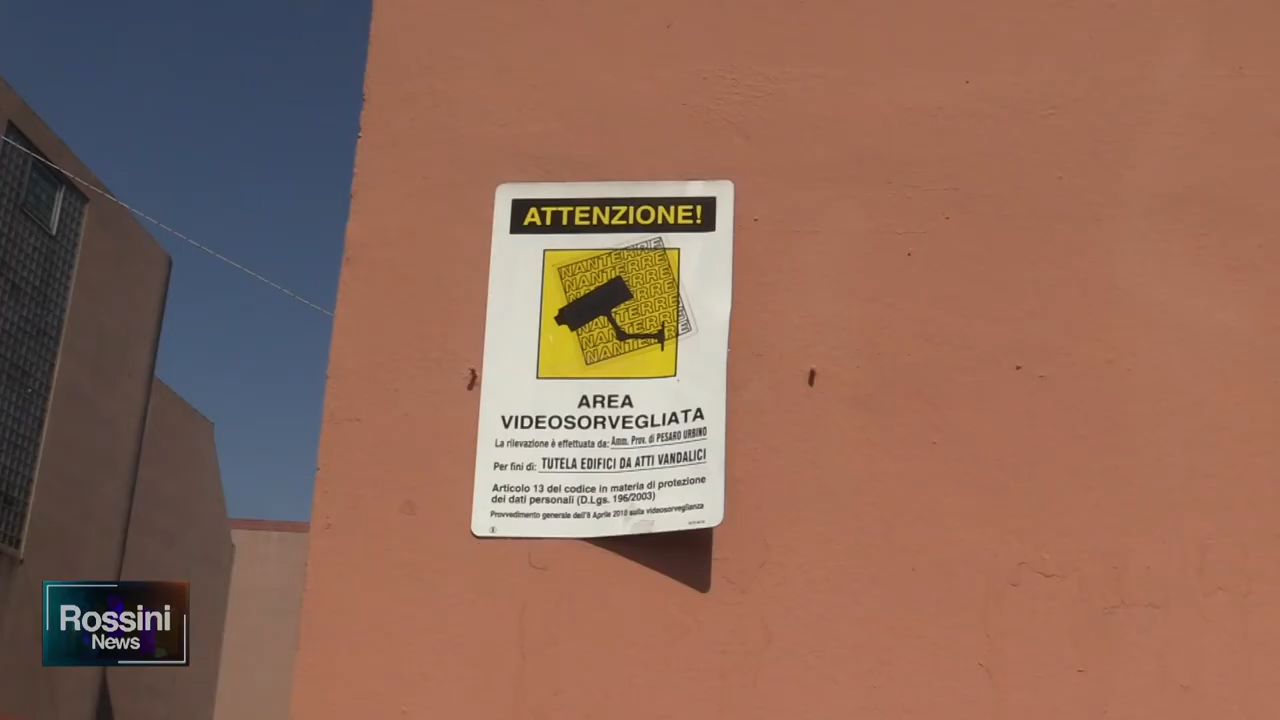 ATTENZIONE!
NANTERRE
NANTERRE
NANTERRE
NANTERRE
NANTERRE
NANTERRE
NANTERRE
AREA
VIDEOSORVEGLIATA
La rilevazione è effettuata da: Amm. Prov. di PESARO URBINO
Per fini di: TUTELA EDIFICI DA ATTI VANDALICI
Articolo 13 del codice in materia di protezione
dei dati personali (D.Lgs. 196/2003)
Provvedimento generale dell'8 Aprile 2010 sulla videosorveglianza
Rossini
News